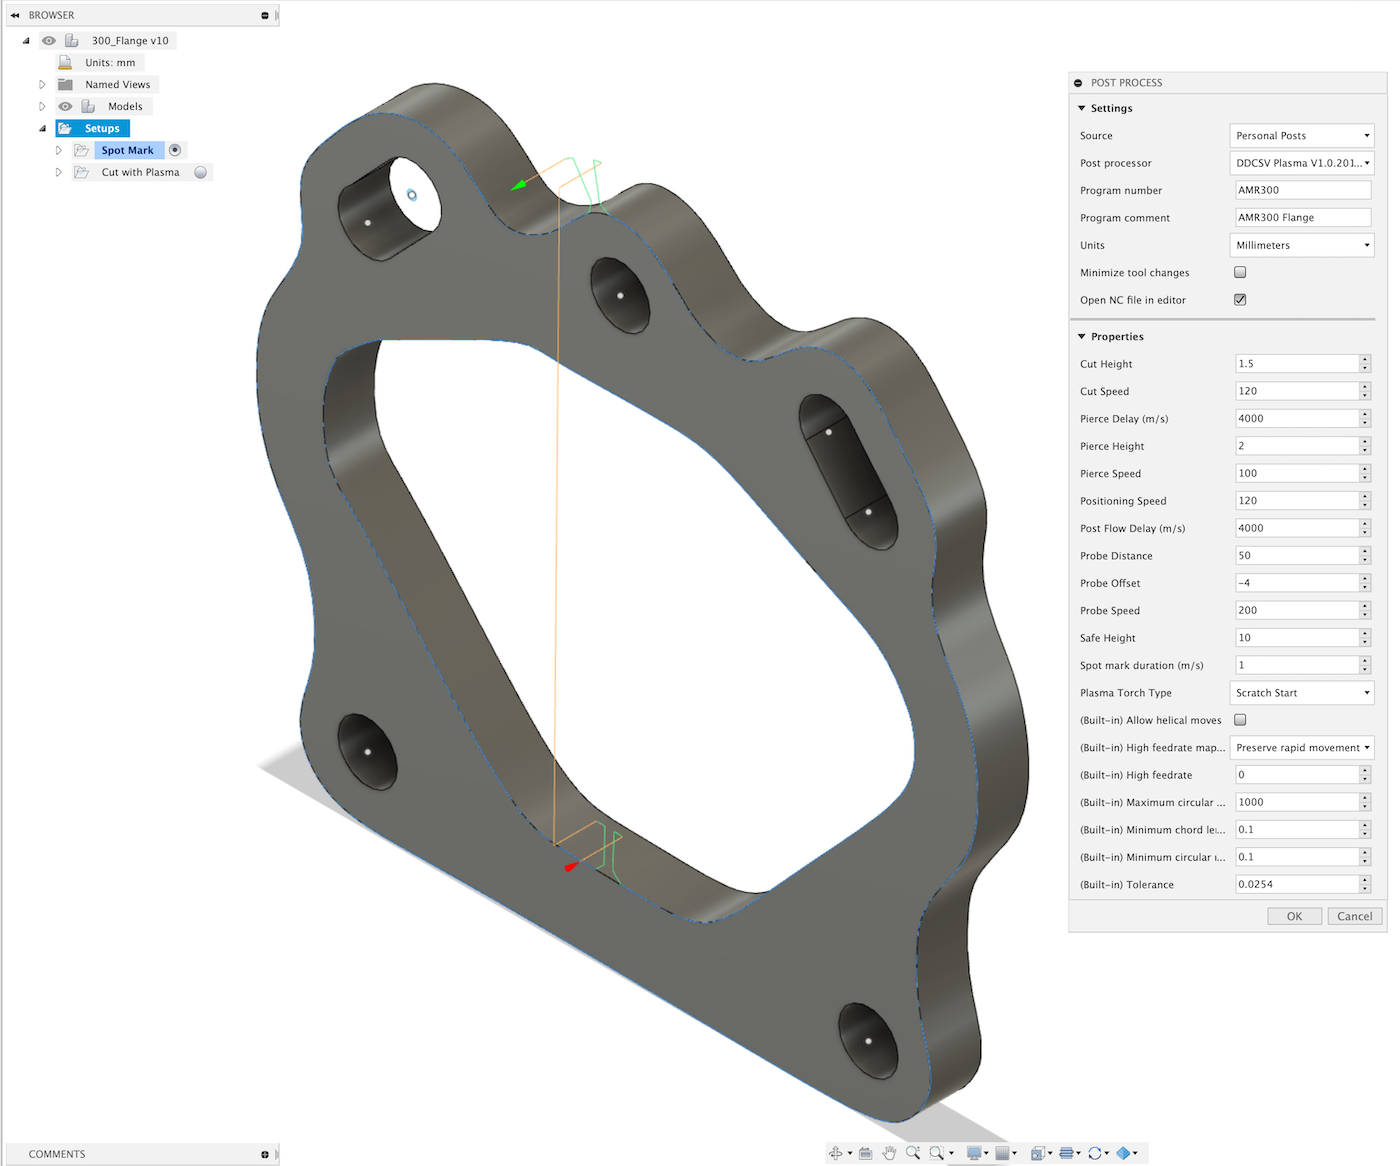 BROWSER
300_Flange v10
Units: mm
Named Views
Models
Setups
Spot Mark
Cut with Plasma
POST PROCESS
Settings
Source Personal Posts
Post processor DDCSV Plasma V1.0.201...
Program number AMR300
Program comment AMR300 Flange
Units Millimeters
Minimize tool changes
Open NC file in editor
Properties
Cut Height 1.5
Cut Speed 120
Pierce Delay (m/s) 4000
Pierce Height 2
Pierce Speed 100
Positioning Speed 120
Post Flow Delay (m/s) 4000
Probe Distance 50
Probe Offset -4
Probe Speed 200
Safe Height 10
Spot mark duration (m/s) 1
Plasma Torch Type Scratch Start
(Built-in) Allow helical moves
(Built-in) High feedrate map... Preserve rapid movement
(Built-in) High feedrate 0
(Built-in) Maximum circular ... 1000
(Built-in) Minimum chord le... 0.1
(Built-in) Minimum circular r... 0.1
(Built-in) Tolerance 0.0254
OK Cancel
COMMENTS